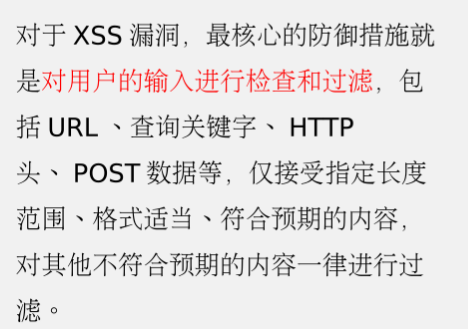 对于 XSS 漏洞，最核心的防御措施就
是对用户的输入进行检查和过滤，包
括 URL 、查询关键字、 HTTP
头、 POST 数据等，仅接受指定长度
范围、格式适当、符合预期的内容，
对其他不符合预期的内容一律进行过
滤。